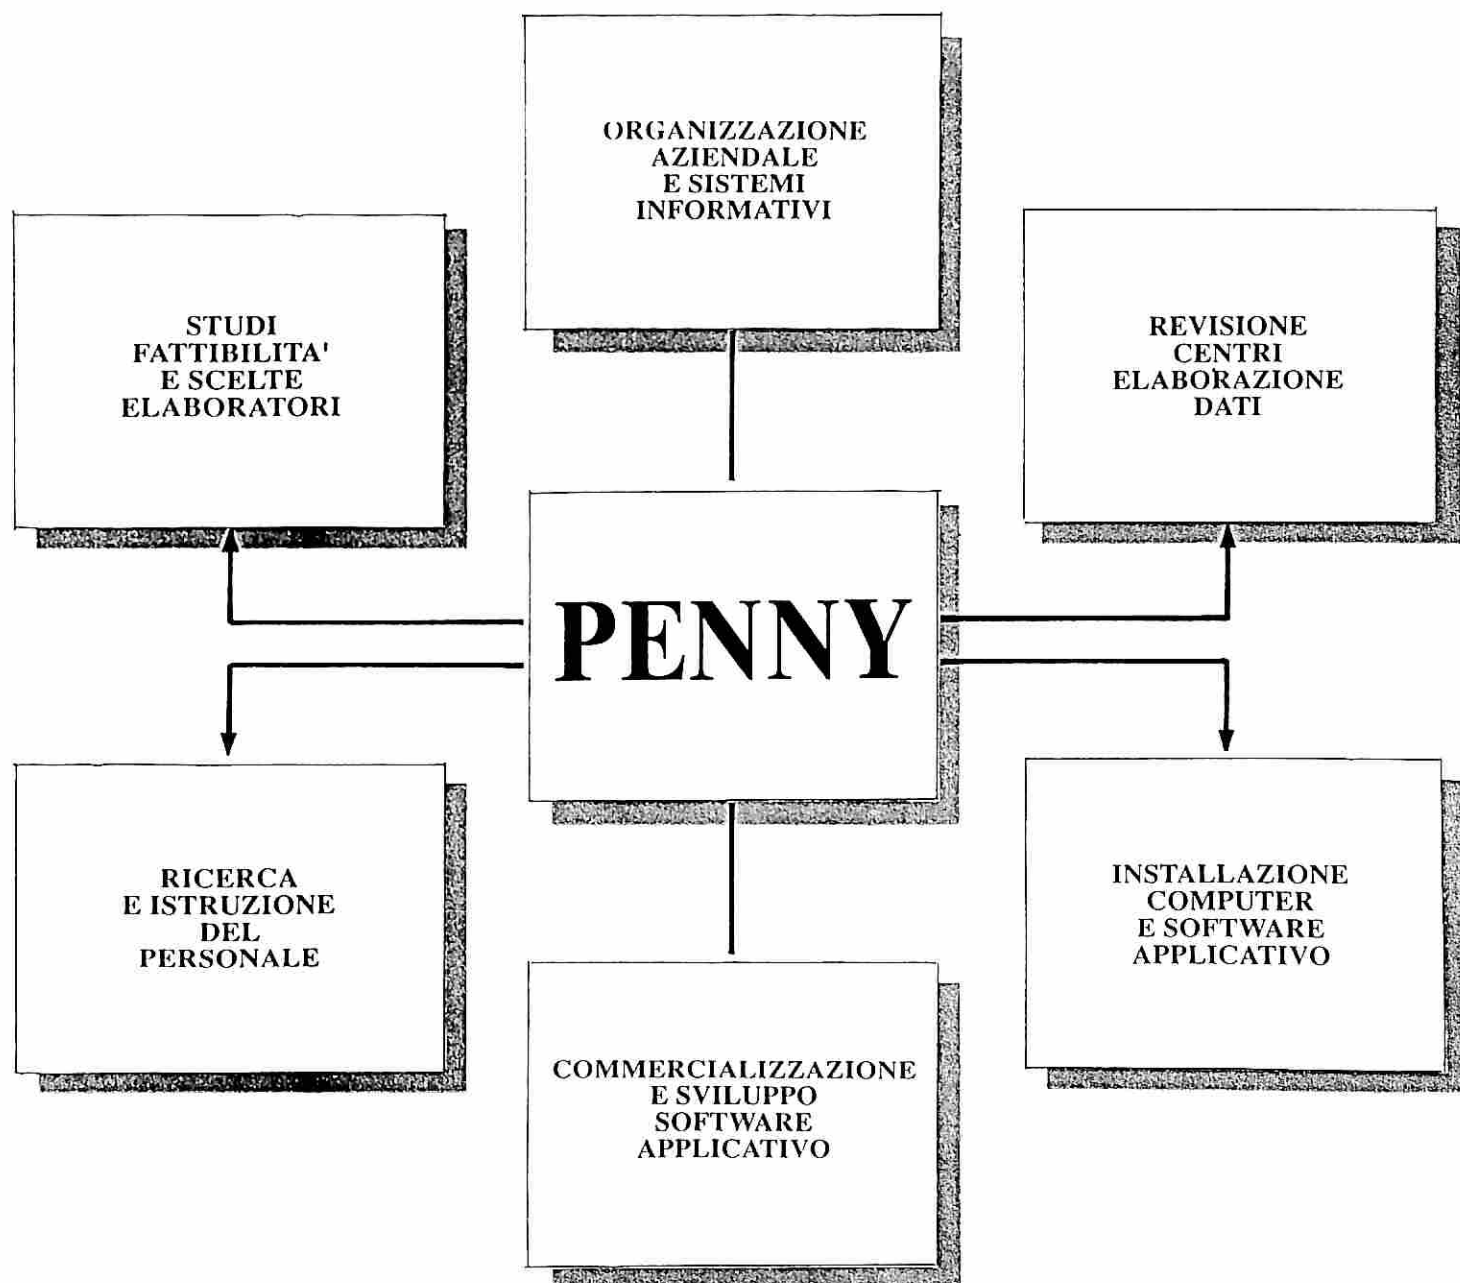 ORGANIZZAZIONE
AZIENDALE
E SISTEMI
INFORMATIVI
STUDI
FATTIBILITA'
E SCELTE
ELABORATORI
REVISIONE
CENTRI
ELABORAZIONE
DATI
PENNY
RICERCA
E ISTRUZIONE
DEL
PERSONALE
INSTALLAZIONE
COMPUTER
E SOFTWARE
APPLICATIVO
COMMERCIALIZZAZIONE
E SVILUPPO
SOFTWARE
APPLICATIVO